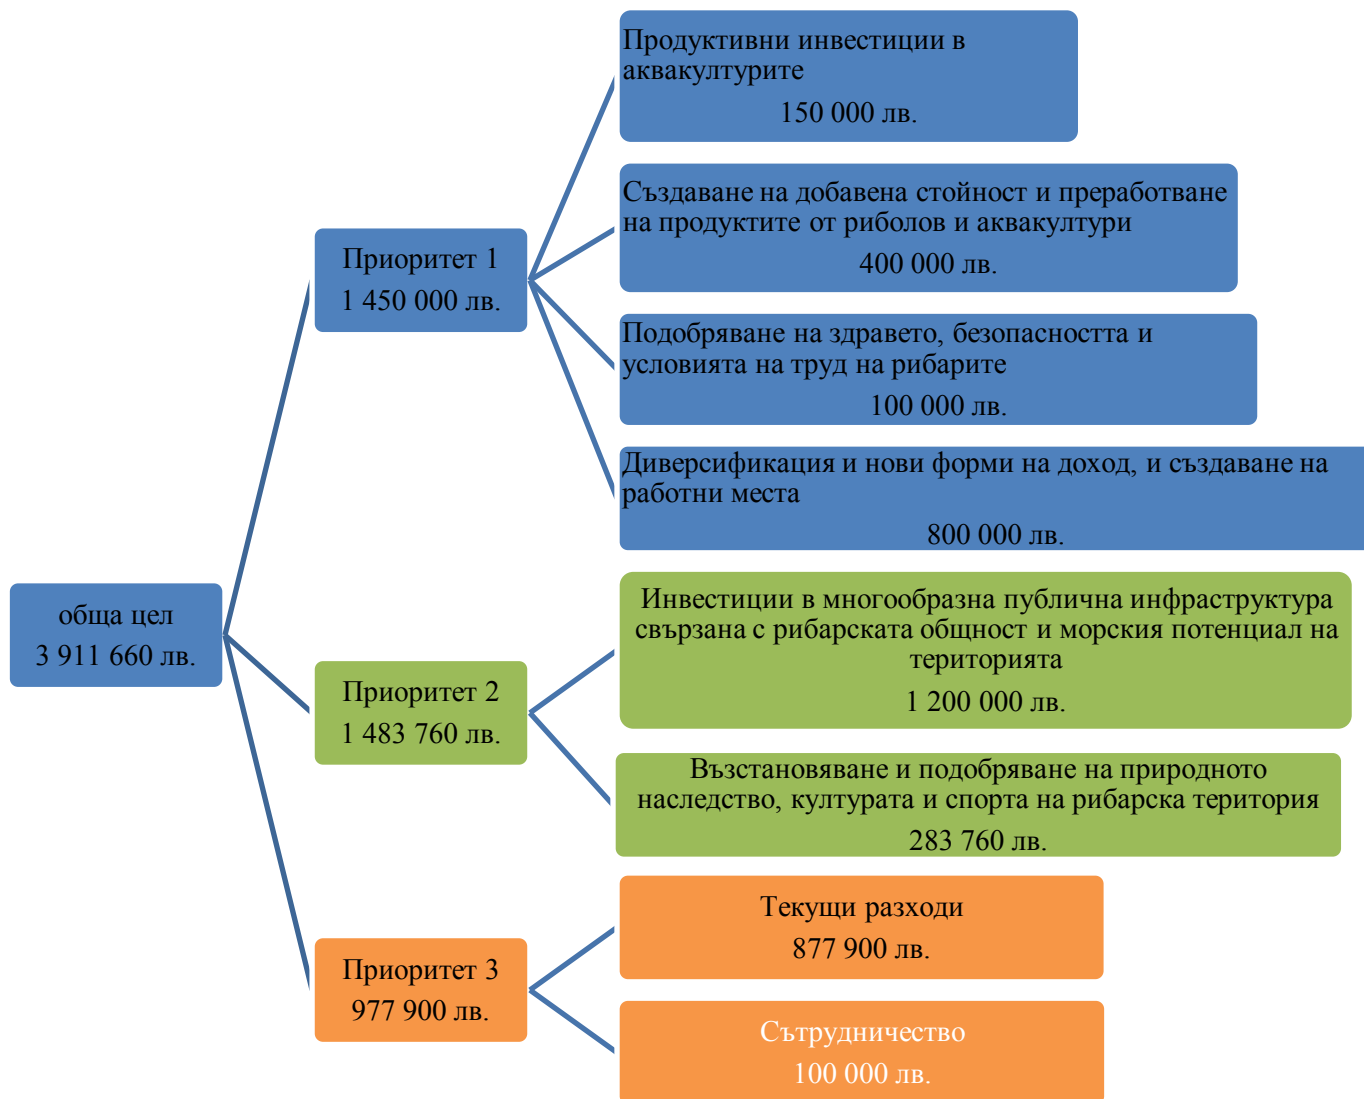 обща цел
3 911 660 лв.
Приоритет 1
1 450 000 лв.
Продуктивни инвестиции в
аквакултурите
150 000 лв.
Създаване на добавена стойност и преработване
на продуктите от риболов и аквакултури
400 000 лв.
Подобряване на здравето, безопасността и
условията на труд на рибарите
100 000 лв.
Диверсификация и нови форми на доход, и създаване на
работни места
800 000 лв.
Приоритет 2
1 483 760 лв.
Инвестиции в многообразна публична инфраструктура
свързана с рибарската общност и морския потенциал на
територията
1 200 000 лв.
Възстановяване и подобряване на природното
наследство, културата и спорта на рибарска територия
283 760 лв.
Приоритет 3
977 900 лв.
Текущи разходи
877 900 лв.
Сътрудничество
100 000 лв.